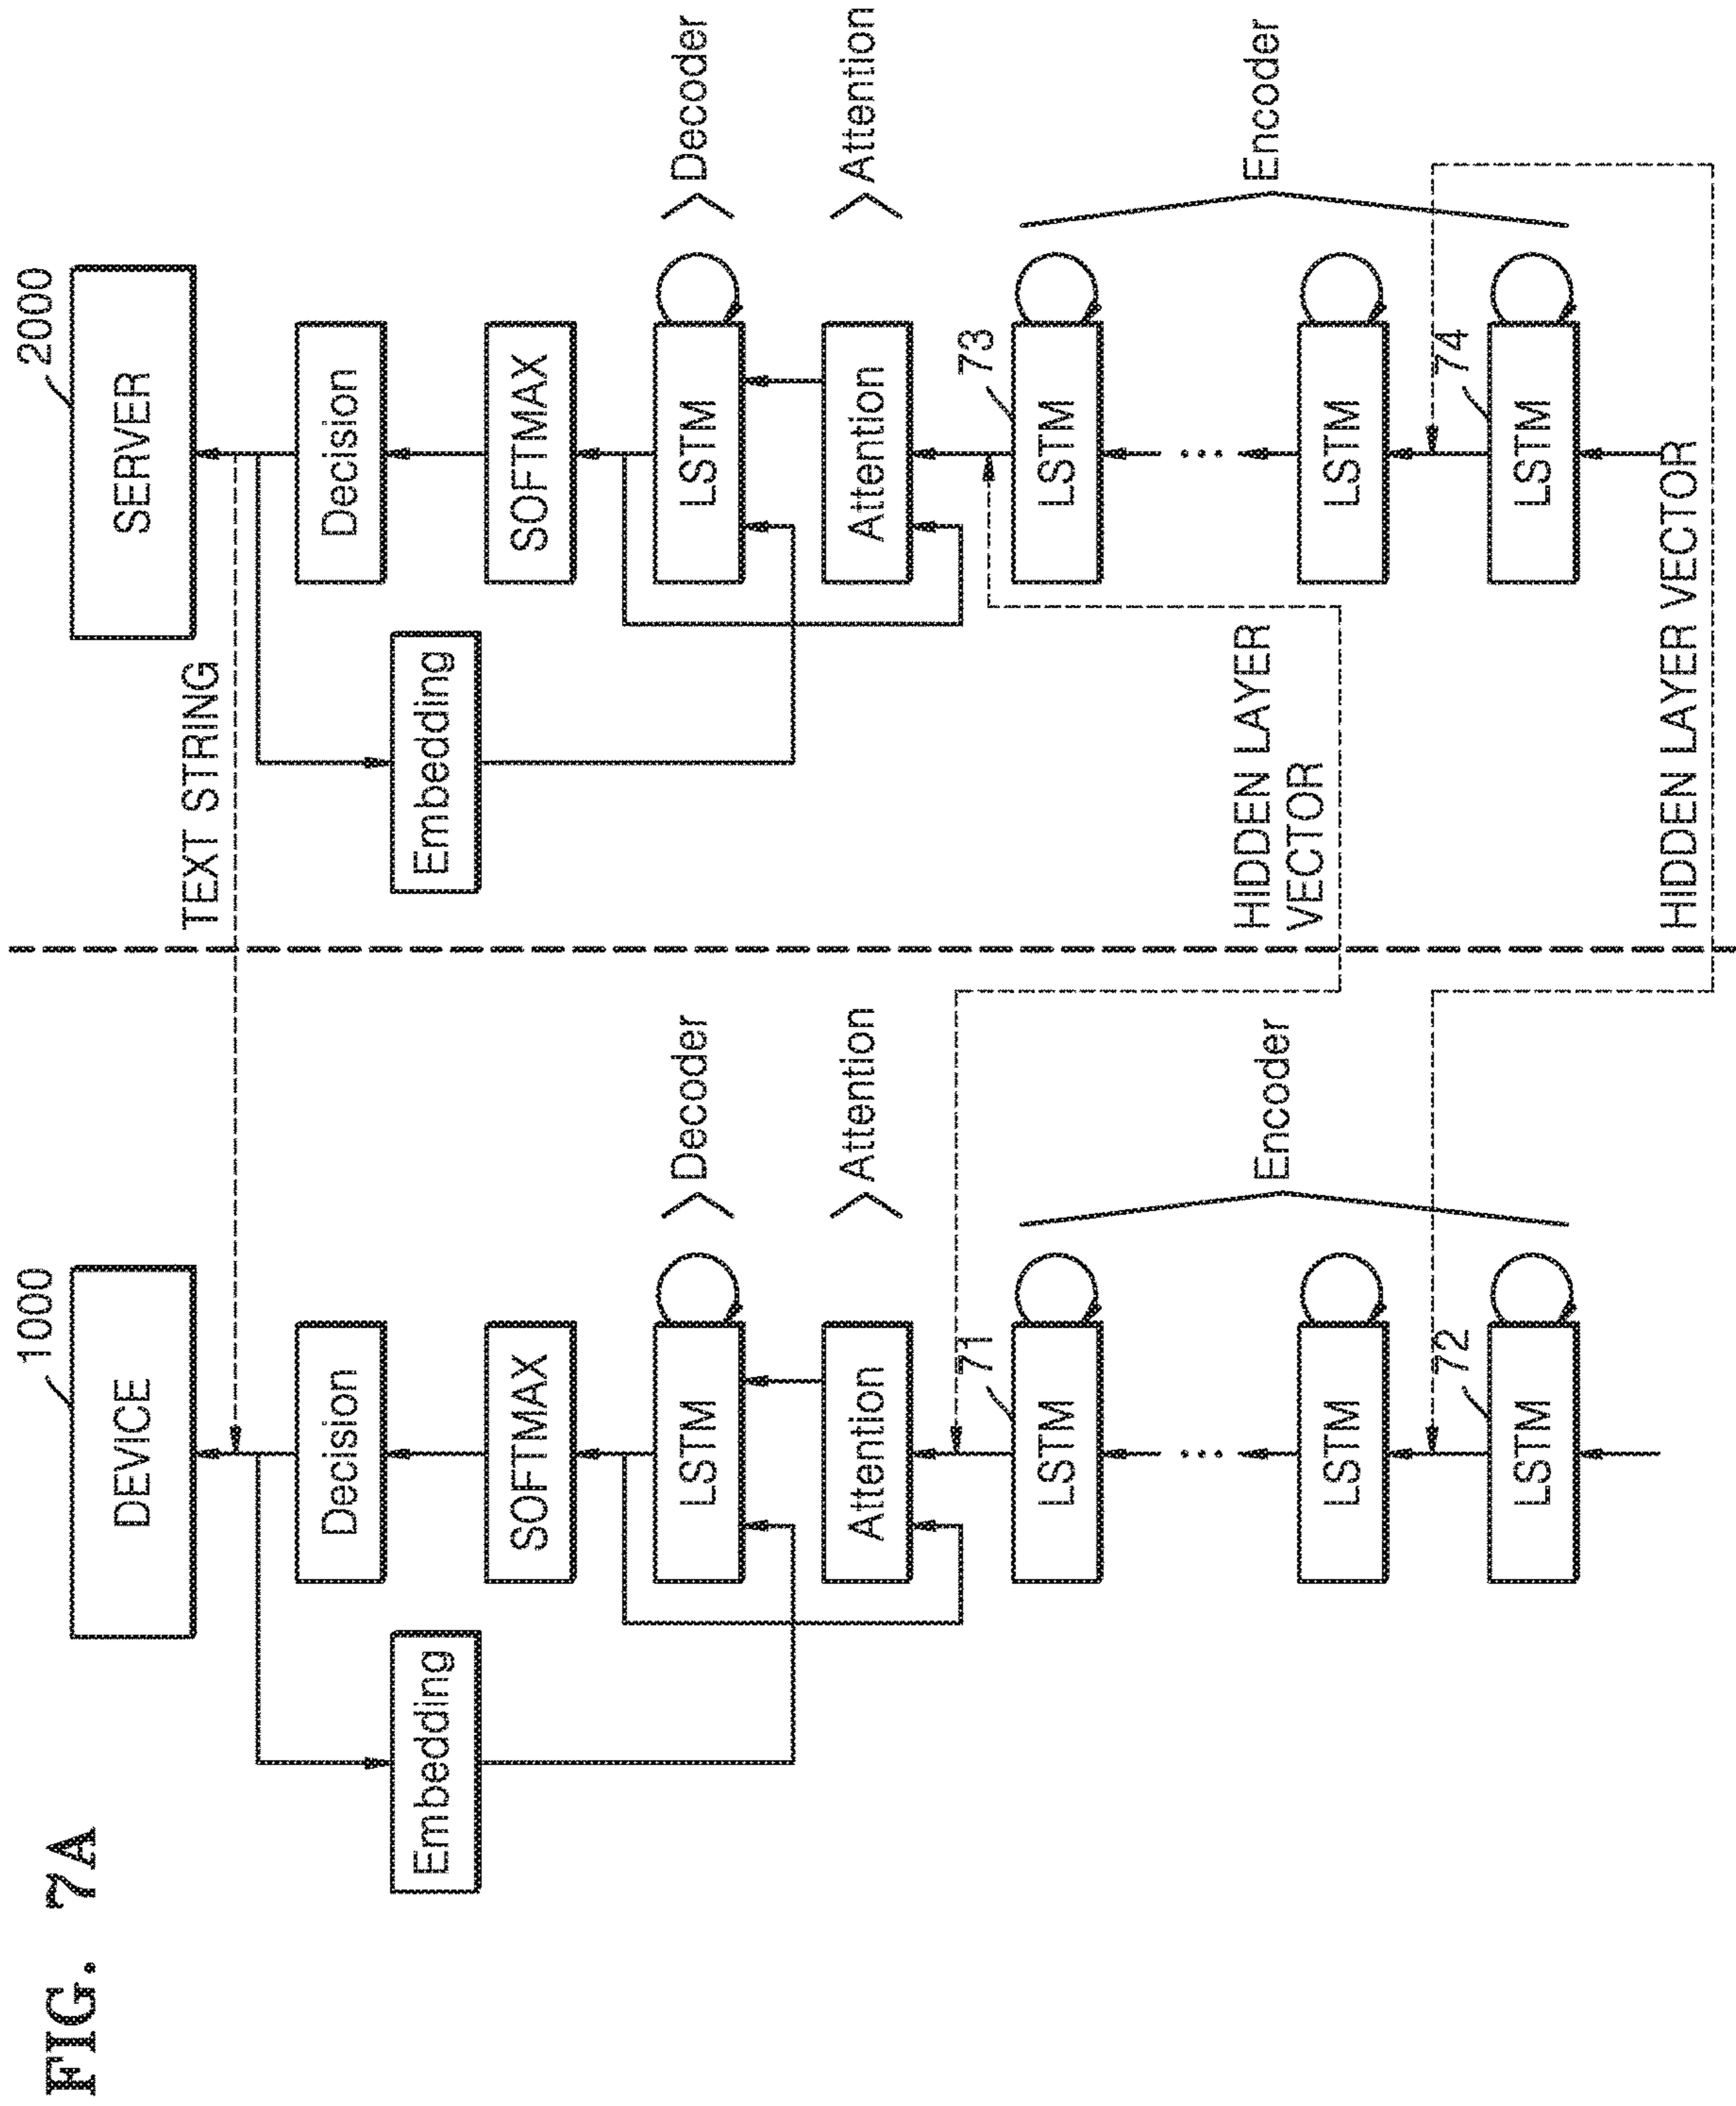 FIG. 7A
1000
DEVICE
Decision
Embedding
SOFTMAX
LSTM
Decoder
Attention
Attention
71
LSTM
...
Encoder
LSTM
72
LSTM
TEXT STRING
HIDDEN LAYER
VECTOR
HIDDEN LAYER VECTOR
2000
SERVER
Decision
Embedding
SOFTMAX
LSTM
Decoder
Attention
Attention
73
LSTM
...
Encoder
LSTM
74
LSTM